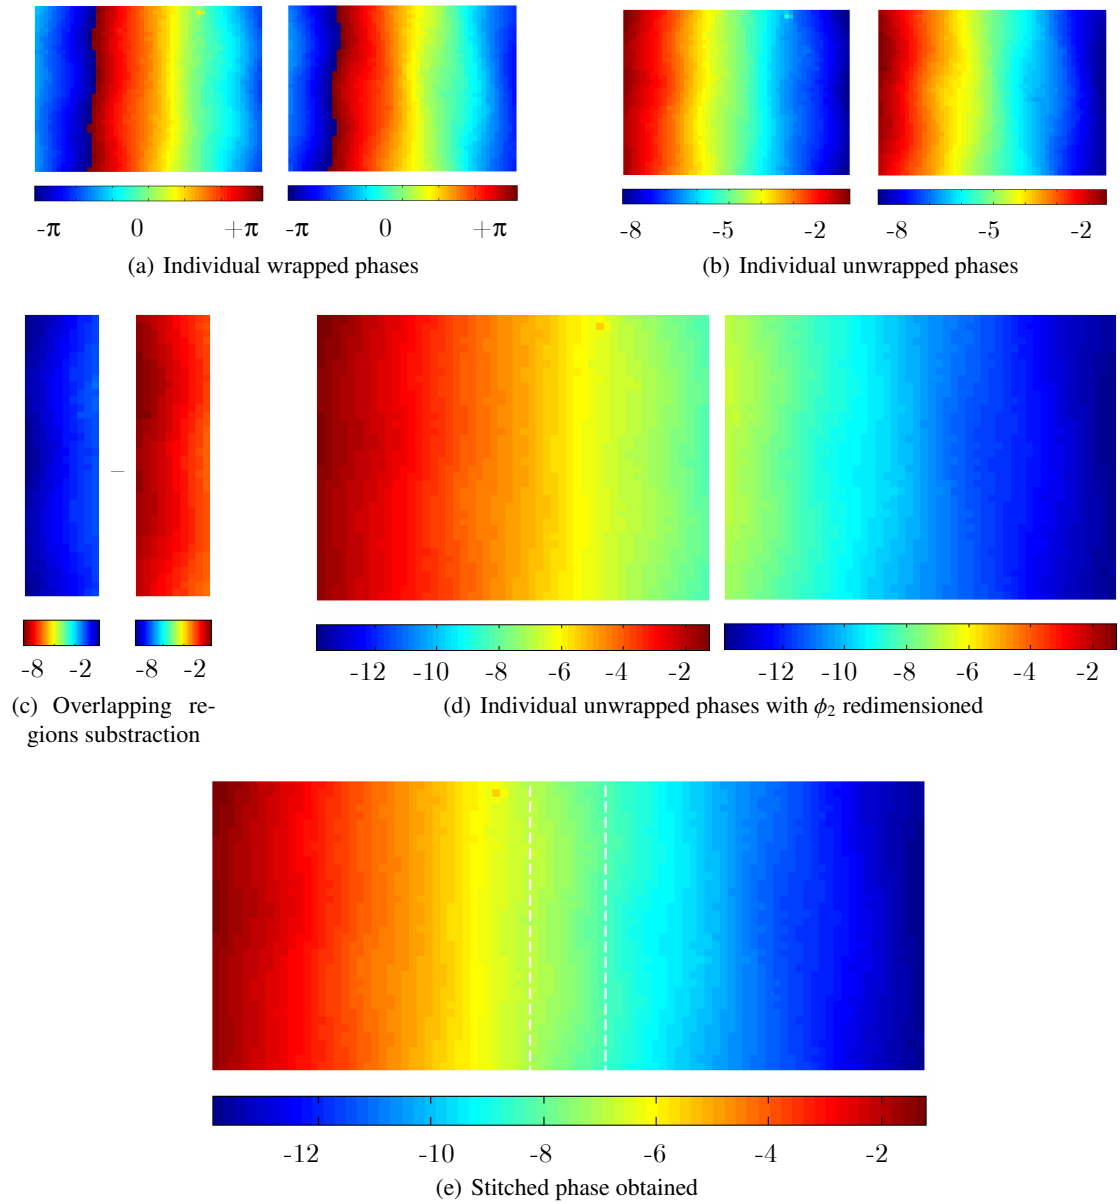 -π 0 +π -π 0 +π
(a) Individual wrapped phases
-8 -5 -2 -8 -5 -2
(b) Individual unwrapped phases
−
-8 -2 -8 -2
(c) Overlapping re-
gions substraction
-12 -10 -8 -6 -4 -2 -12 -10 -8 -6 -4 -2
(d) Individual unwrapped phases with ϕ₂ redimensioned
-12 -10 -8 -6 -4 -2
(e) Stitched phase obtained